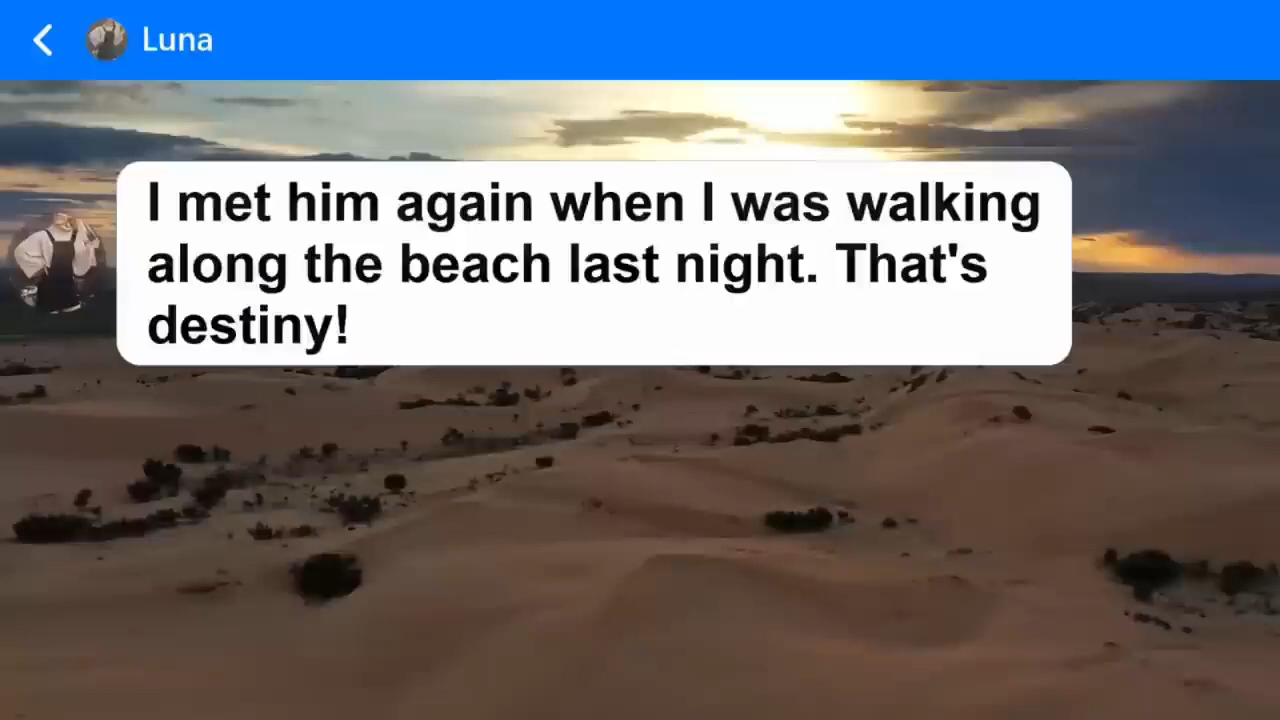 Luna
I met him again when I was walking
along the beach last night. That's
destiny!